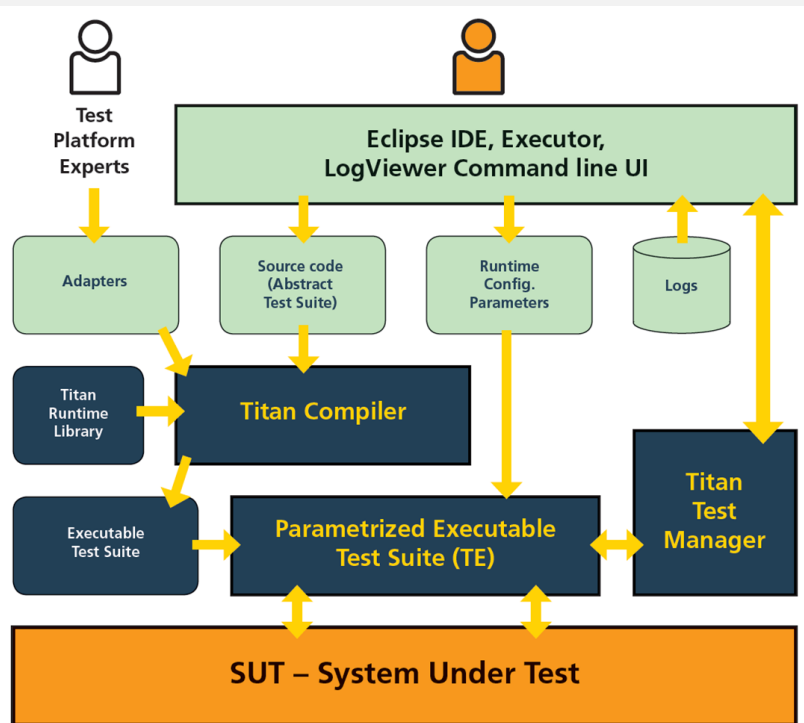 Test
Platform
Experts
Eclipse IDE, Executor,
LogViewer Command line UI
Adapters
Source code
(Abstract
Test Suite)
Runtime
Config.
Parameters
Logs
Titan
Runtime
Library
Titan Compiler
Titan
Test
Manager
Executable
Test Suite
Parametrized Executable
Test Suite (TE)
SUT – System Under Test